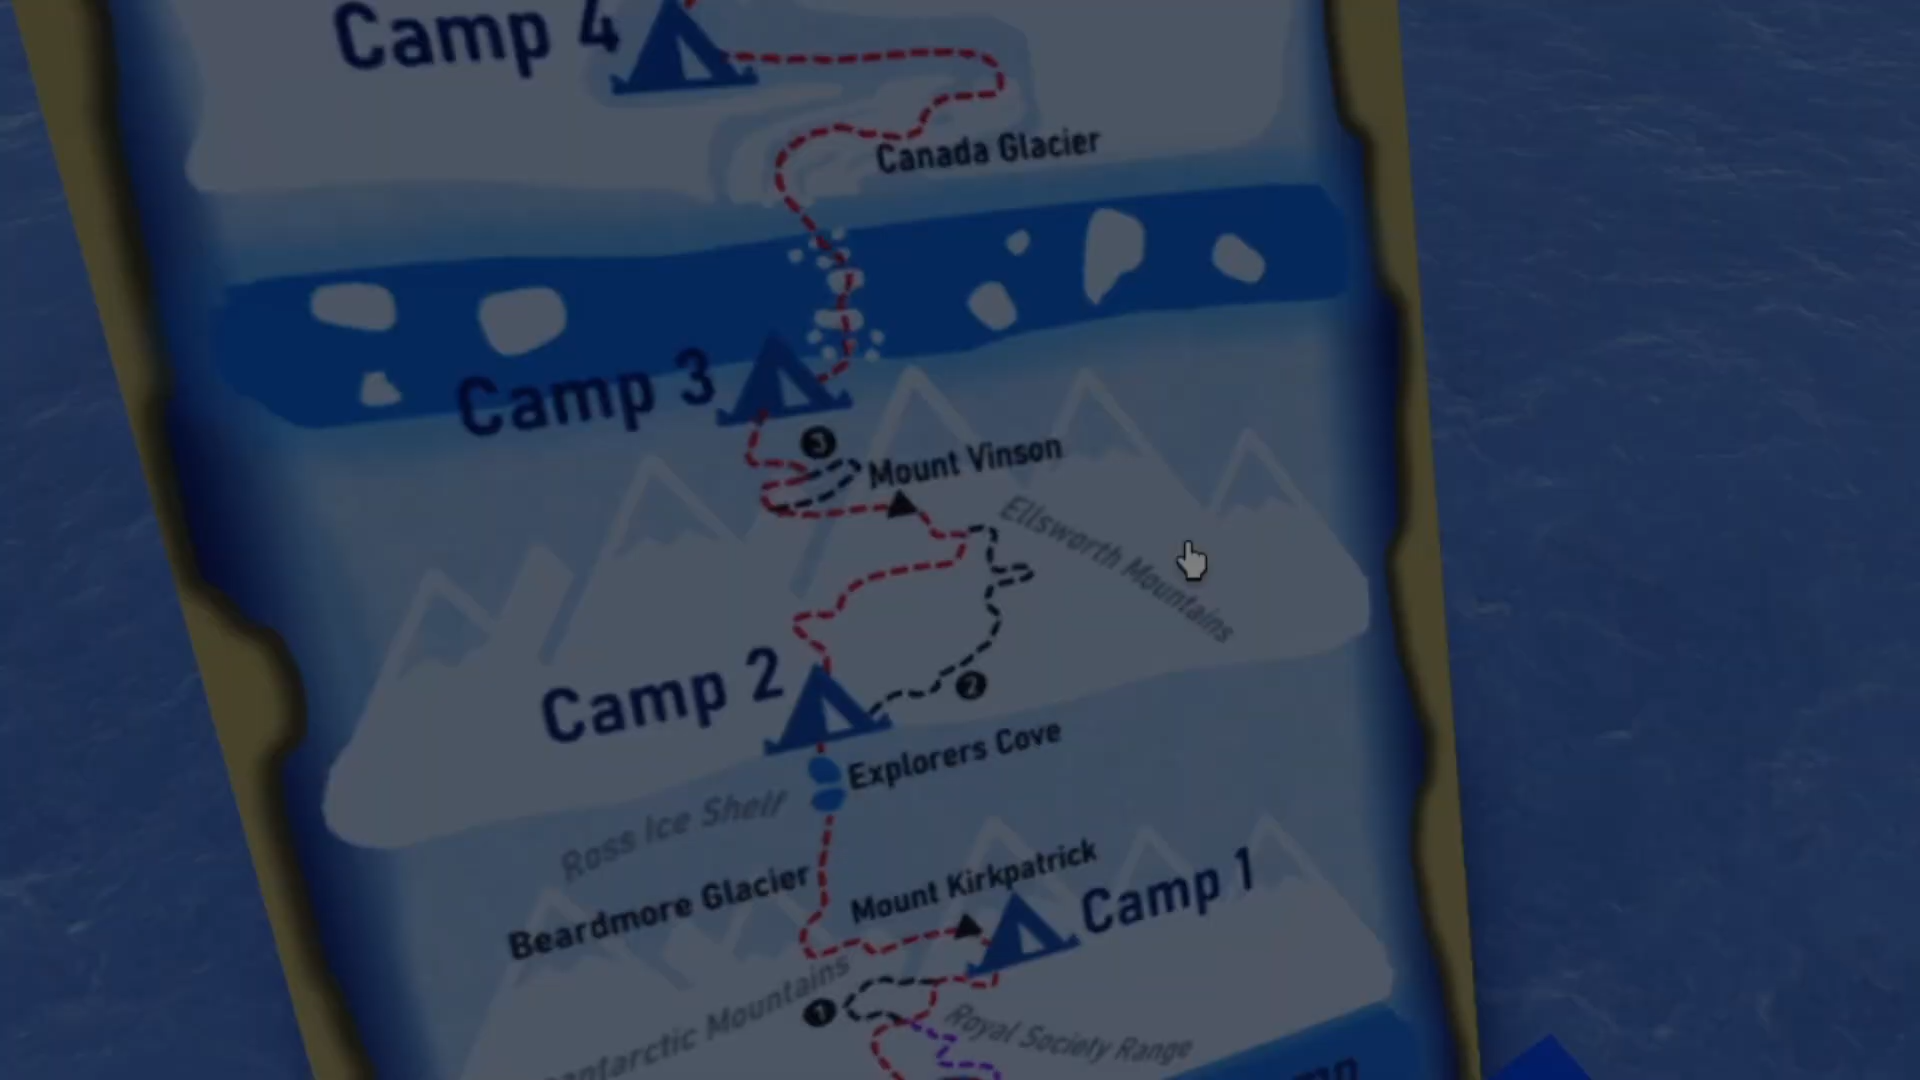 Camp 4
Canada Glacier
Camp 3
3
Mount Vinson
Ellsworth Mountains
Camp 2
2
Explorers Cove
Ross Ice Shelf
Beardmore Glacier
Mount Kirkpatrick
Camp 1
Mountains
1
Royal Society Range